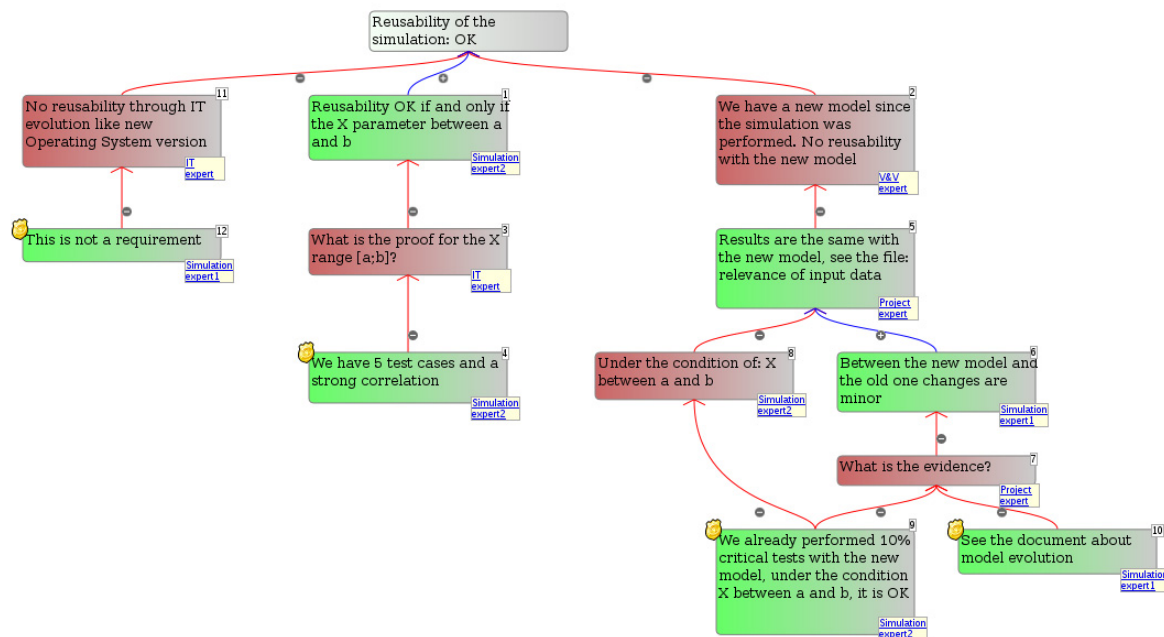 Reusability of the
simulation: OK
11
No reusability through IT
evolution like new
Operating System version
IT
expert
1
Reusability OK if and only if
the X parameter between a
and b
Simulation
expert2
2
We have a new model since
the simulation was
performed. No reusability
with the new model
V&V
expert
12
This is not a requirement
Simulation
expert1
3
What is the proof for the X
range [a;b]?
IT
expert
5
Results are the same with
the new model, see the file:
relevance of input data
Project
expert
4
We have 5 test cases and a
strong correlation
Simulation
expert2
8
Under the condition of: X
between a and b
Simulation
expert2
6
Between the new model and
the old one changes are
minor
Simulation
expert1
7
What is the evidence?
Project
expert
9
We already performed 10%
critical tests with the new
model, under the condition
X between a and b, it is OK
Simulation
expert2
10
See the document about
model evolution
Simulation
expert1